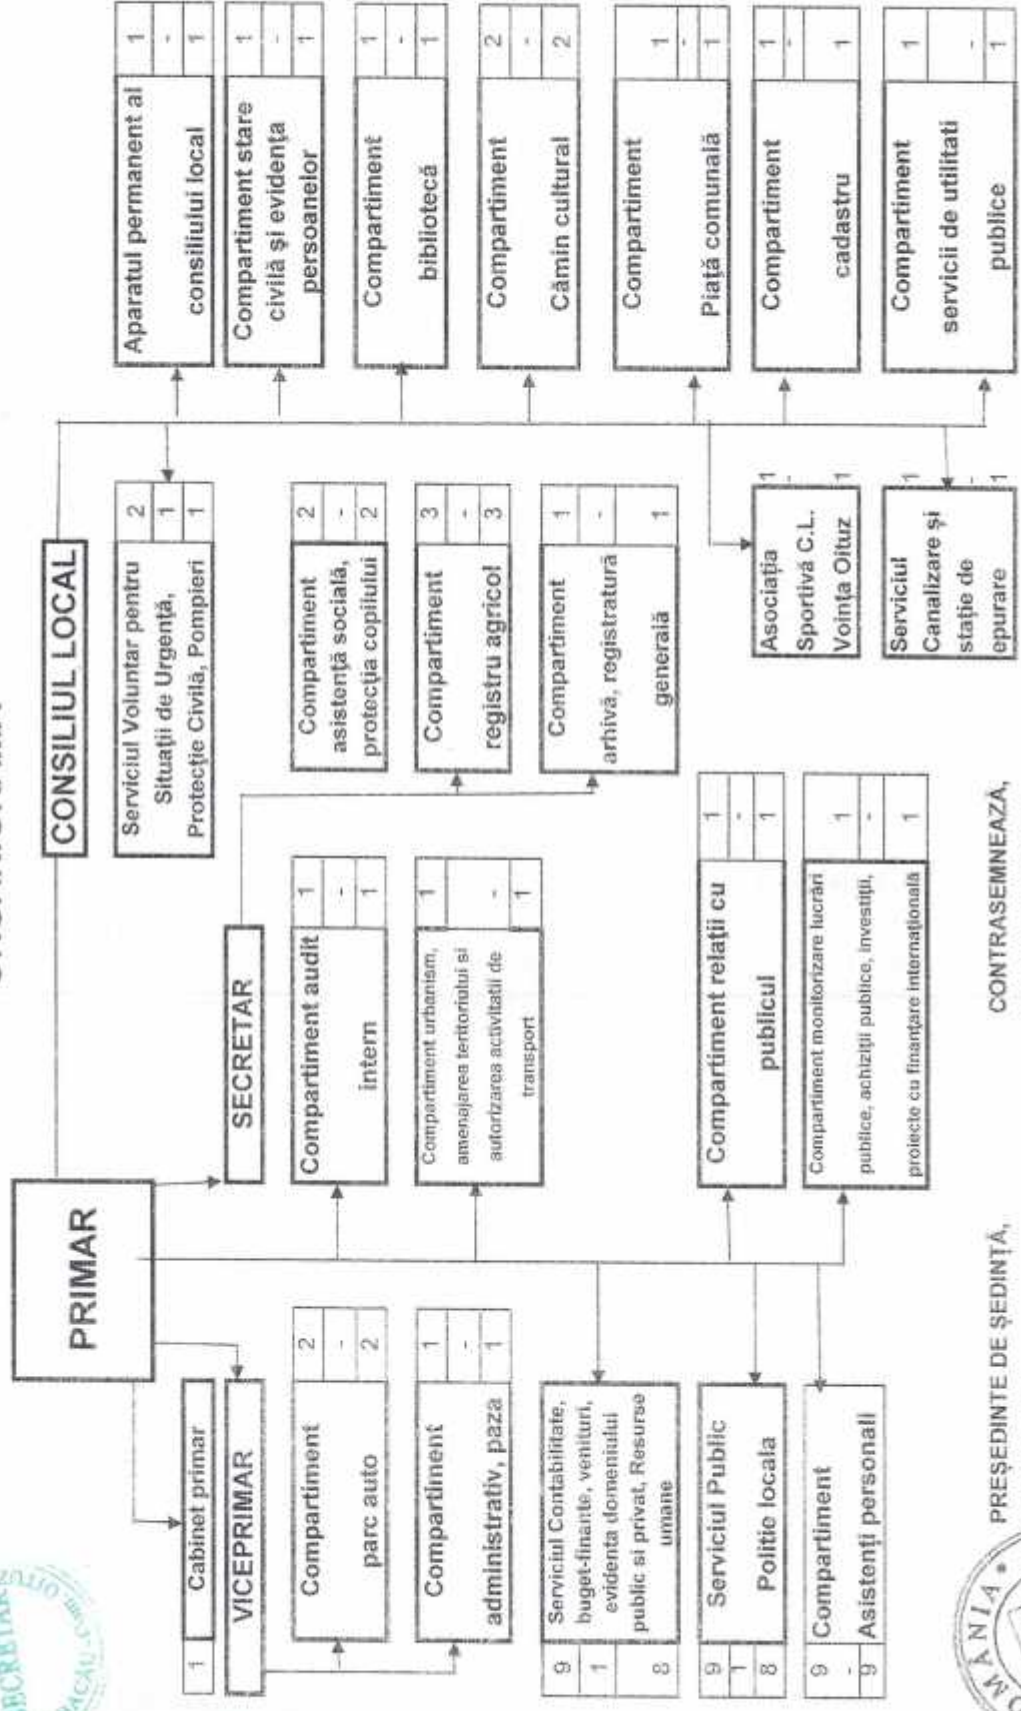 PRIMAR
CONSILIUL LOCAL
1
Cabinet primar
VICEPRIMAR
SECRETAR
Serviciul Voluntar pentru
Situații de Urgență,
Protecție Civilă, Pompieri
2
1
1
Aparatul permanent al
consiliului local
1
-
1
Compartiment stare
civilă și evidența
persoanelor
1
-
1
Compartiment
parc auto
2
-
2
Compartiment audit
intern
1
-
1
Compartiment
asistență socială,
protecția copilului
2
-
2
Compartiment
bibliotecă
1
-
1
Compartiment
administrativ, paza
1
-
1
Compartiment urbanism,
amenajarea teritoriului si
autorizarea activitatii de
transport
1
-
1
Compartiment
registru agricol
3
-
3
Compartiment
Cămin cultural
2
-
2
9
1
8
Serviciul Contabilitate,
buget-finante, venituri,
evidenta domeniului
public si privat, Resurse
umane
Compartiment
arhivă, registratură
generală
1
-
1
Compartiment
Piață comunală
1
-
1
9
1
8
Serviciul Public
Politie locala
Compartiment relații cu
publicul
1
-
1
Asociația
Sportivă C.L.
Voința Oituz
1
-
1
Compartiment
cadastru
1
-
1
9
-
9
Compartiment
Asistenți personali
Compartiment monitorizare lucrări
publice, achiziții publice, investiții,
proiecte cu finanțare internațională
1
-
1
Serviciul
Canalizare și
stație de
epurare
1
-
1
Compartiment
servicii de utilitati
publice
1
-
1
PREȘEDINTE DE ȘEDINȚĂ,
CONTRASEMNEAZĂ,